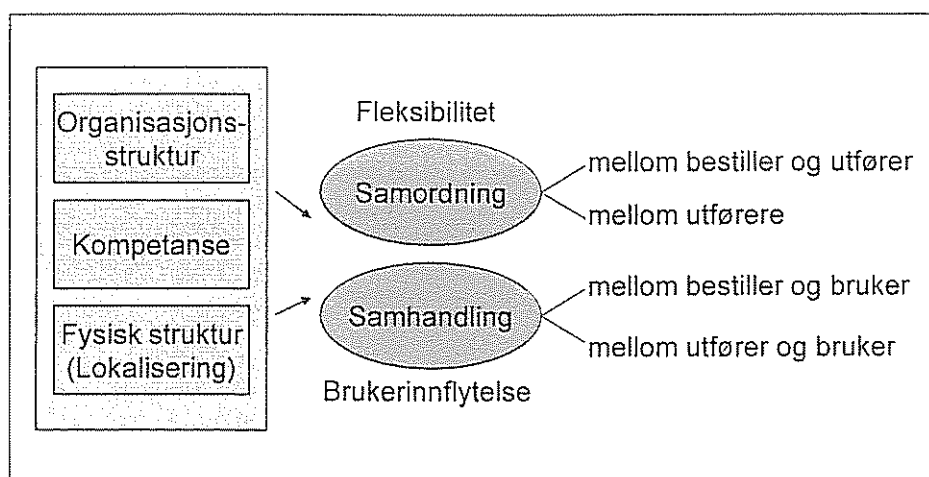 Organisasjons-
struktur
Kompetanse
Fysisk struktur
(Lokalisering)
Fleksibilitet
Samordning
mellom bestiller og utfører
mellom utførere
Samhandling
mellom bestiller og bruker
mellom utfører og bruker
Brukerinnflytelse